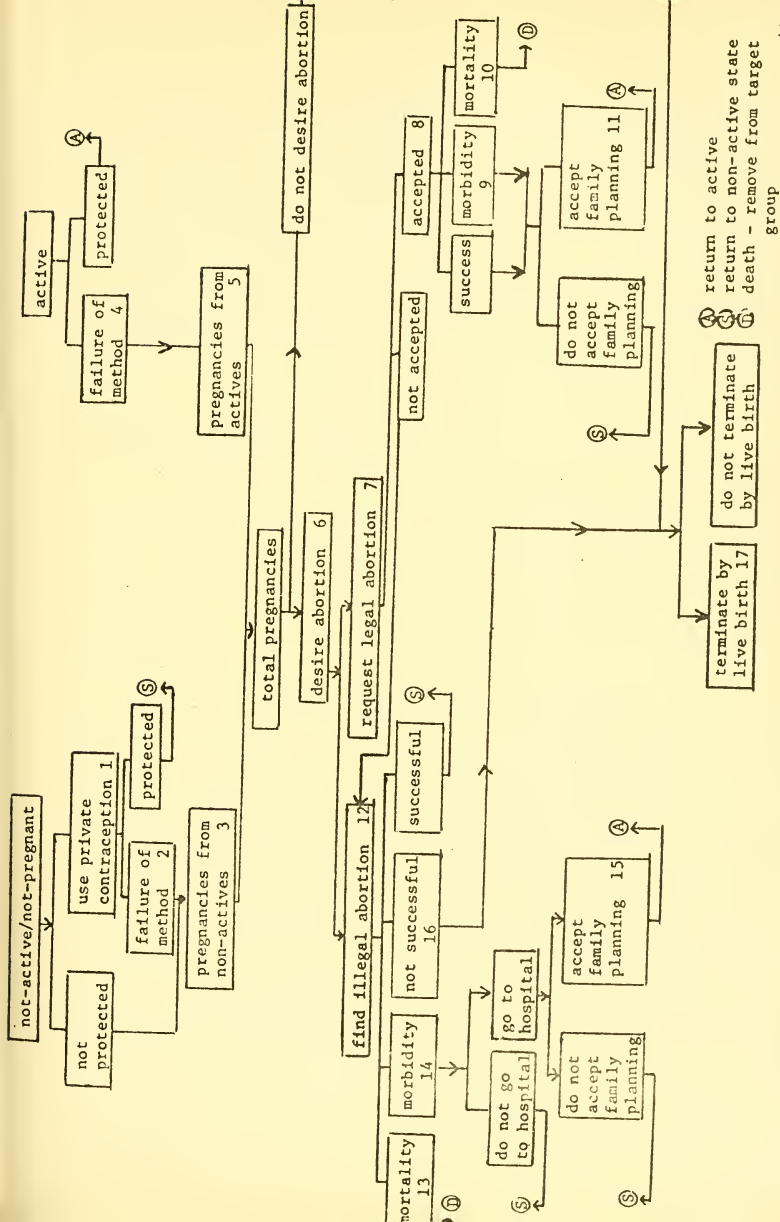 not-active/not-pregnant
not
protected
use private
contraception 1
failure of
method 2
protected
S
pregnancies from
non-actives 3
active
failure of
method 4
protected
A
pregnancies from
actives 5
total pregnancies
do not desire abortion
desire abortion 6
find illegal abortion 12
request legal abortion 7
mortality
13
D
morbidity
14
not successful
16
successful
S
not accepted
accepted 8
success
morbidity
9
mortality
10
D
do not go
to hospital
go to
hospital
S
do not
accept
family
planning
S
accept
family
planning 15
A
do not
accept
family
planning
S
accept
family
planning 11
A
terminate by
live birth 17
do not terminate
by live birth
A return to active
S return to non-active state
D death - remove from target
group